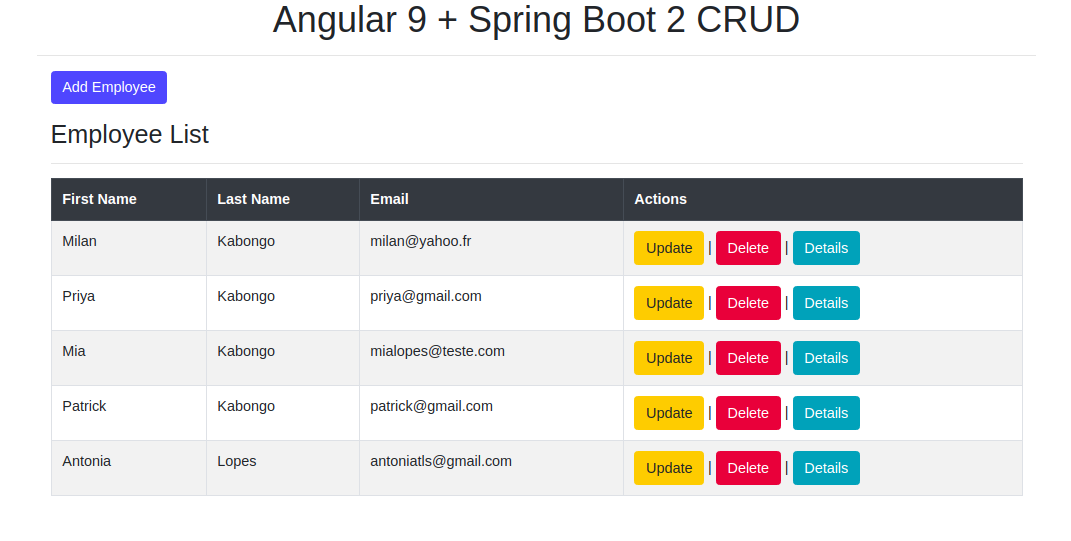 Angular 9 + Spring Boot 2 CRUD
Add Employee
Employee List
First Name Last Name Email Actions
Milan Kabongo milan@yahoo.fr Update | Delete | Details
Priya Kabongo priya@gmail.com Update | Delete | Details
Mia Kabongo mialopes@teste.com Update | Delete | Details
Patrick Kabongo patrick@gmail.com Update | Delete | Details
Antonia Lopes antoniatls@gmail.com Update | Delete | Details